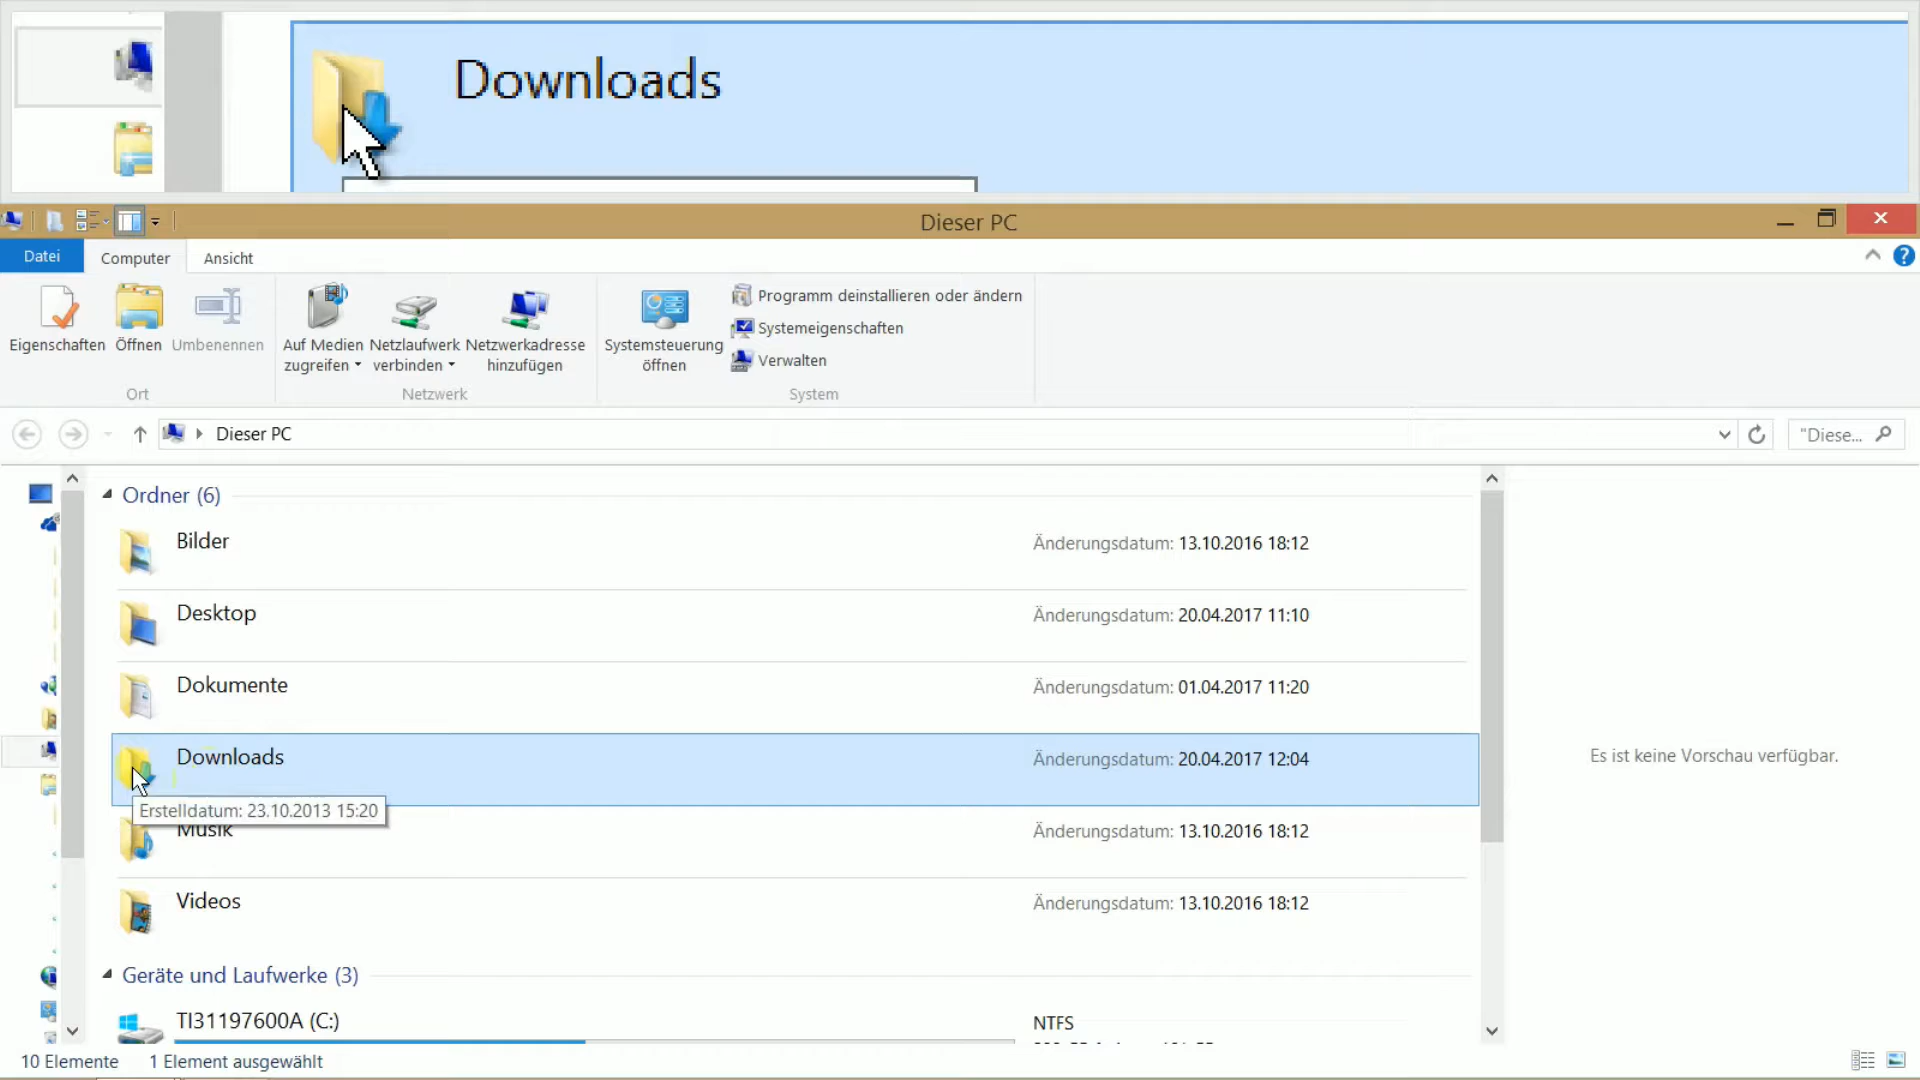 Downloads
Dieser PC
Datei
Computer
Ansicht
Eigenschaften
Öffnen
Umbenennen
Auf Medien
zugreifen
Netzlaufwerk
verbinden
Netzwerkadresse
hinzufügen
Systemsteuerung
öffnen
Programm deinstallieren oder ändern
Systemeigenschaften
Verwalten
Ort
Netzwerk
System
Dieser PC
"Diese...
Ordner (6)
Bilder
Änderungsdatum: 13.10.2016 18:12
Desktop
Änderungsdatum: 20.04.2017 11:10
Dokumente
Änderungsdatum: 01.04.2017 11:20
Downloads
Änderungsdatum: 20.04.2017 12:04
Es ist keine Vorschau verfügbar.
Erstelldatum: 23.10.2013 15:20
Musik
Änderungsdatum: 13.10.2016 18:12
Videos
Änderungsdatum: 13.10.2016 18:12
Geräte und Laufwerke (3)
TI31197600A (C:)
NTFS
10 Elemente
1 Element ausgewählt